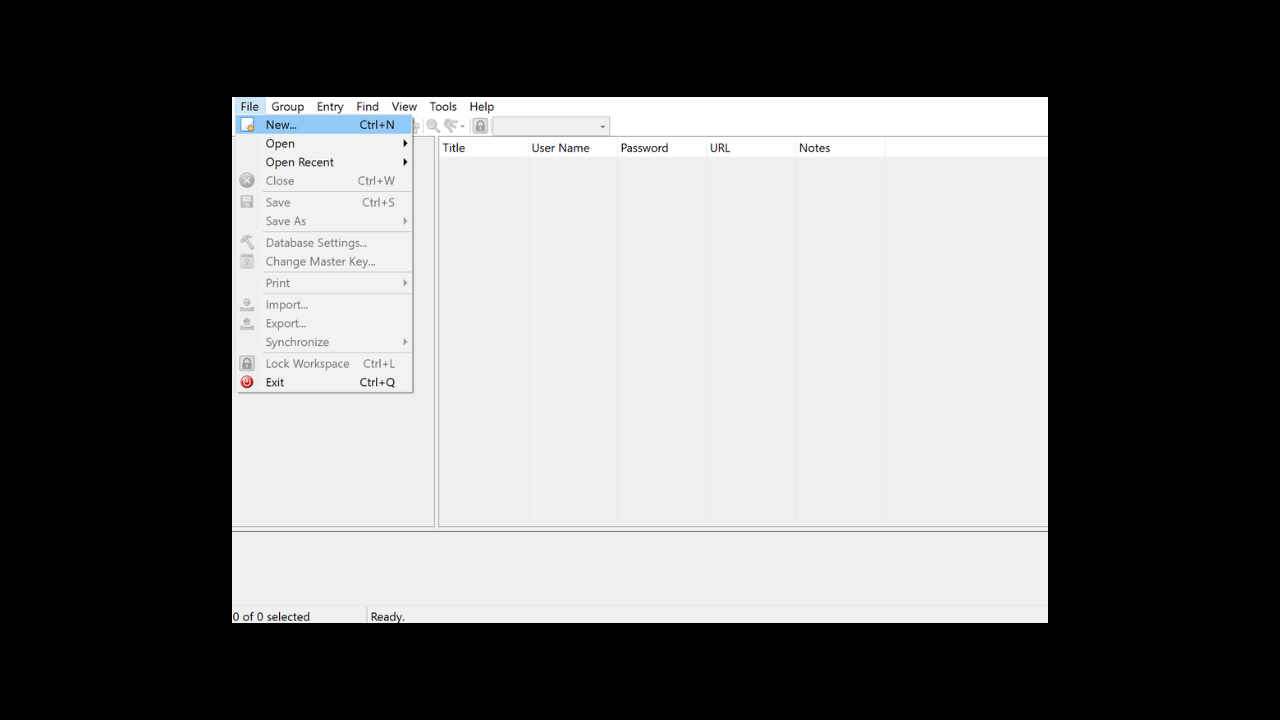 File Group Entry Find View Tools Help
New... Ctrl+N
Open
Open Recent
Close Ctrl+W
Save Ctrl+S
Save As
Database Settings...
Change Master Key...
Print
Import...
Export...
Synchronize
Lock Workspace Ctrl+L
Exit Ctrl+Q
Title User Name Password URL Notes
0 of 0 selected Ready.